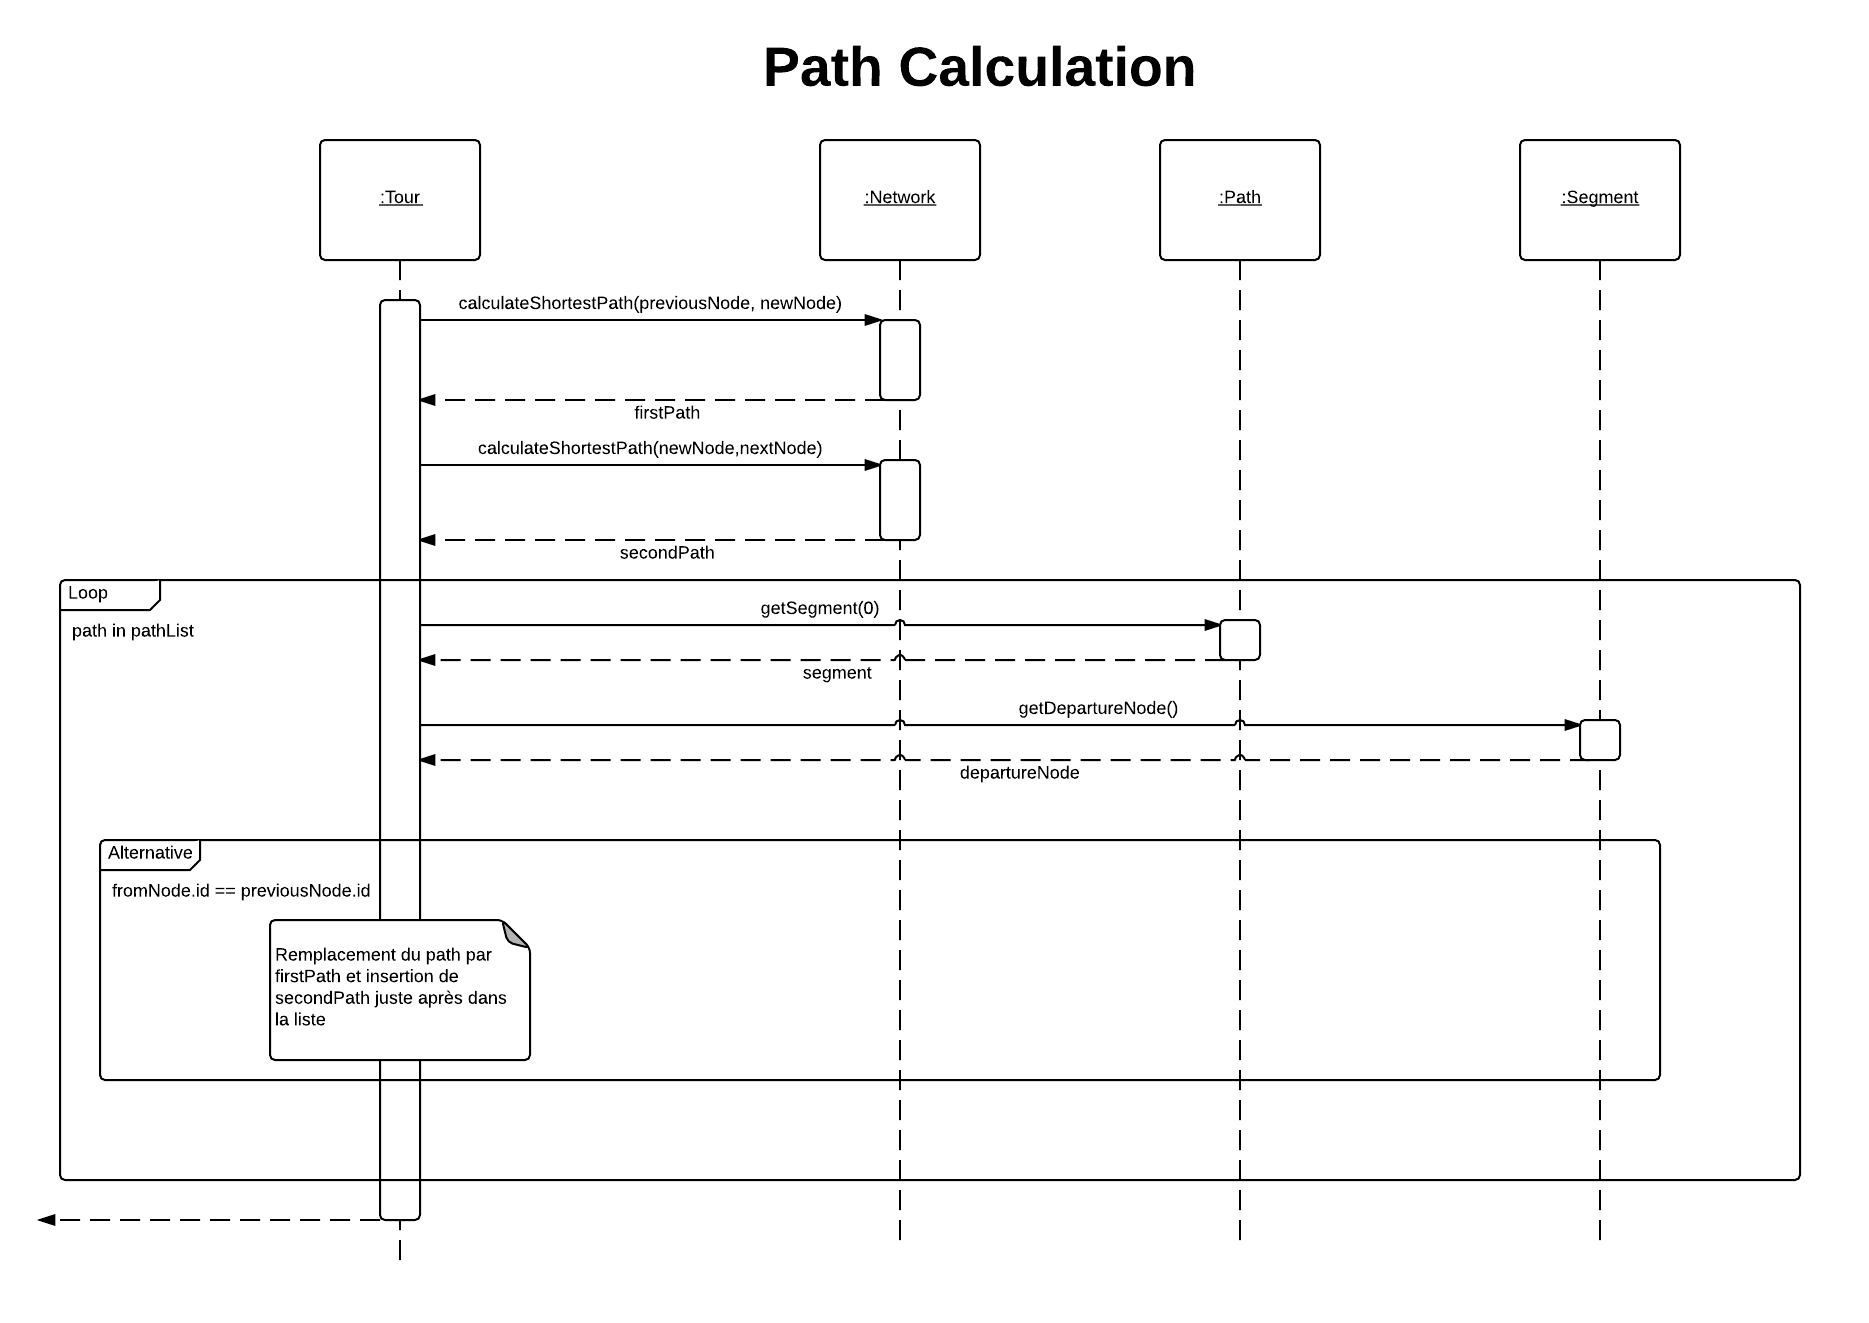 Path Calculation
:Tour
:Network
:Path
:Segment
calculateShortestPath(previousNode, newNode)
firstPath
calculateShortestPath(newNode,nextNode)
secondPath
Loop
getSegment(0)
path in pathList
segment
getDepartureNode()
departureNode
Alternative
fromNode.id == previousNode.id
Remplacement du path par
firstPath et insertion de
secondPath juste après dans
la liste